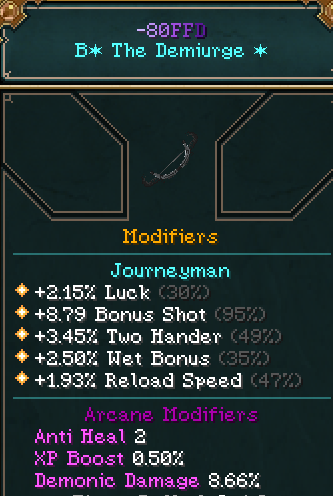 -80FFD
B✶ The Demiurge ✶
Modifiers
Journeyman
+2.15% Luck (30%)
+8.79 Bonus Shot (95%)
+3.45% Two Hander (49%)
+2.50% Wet Bonus (35%)
+1.93% Reload Speed (47%)
Arcane Modifiers
Anti Heal 2
XP Boost 0.50%
Demonic Damage 8.66%